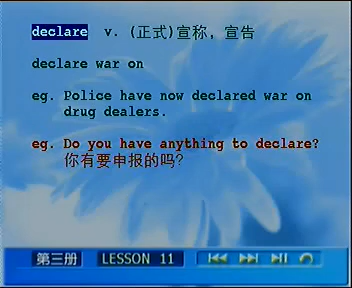 declare v. (正式)宣称，宣告
declare war on
eg. Police have now declared war on
drug dealers.
eg. Do you have anything to declare?
你有要申报的吗?
第三册 LESSON 11